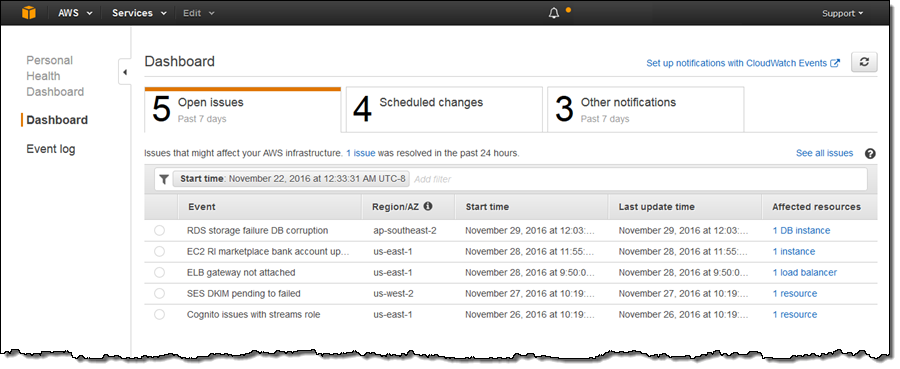 AWS Services Edit Support
Personal
Health
Dashboard
Dashboard
Event log
Dashboard
Set up notifications with CloudWatch Events
5 Open issues
Past 7 days
4 Scheduled changes
3 Other notifications
Past 7 days
Issues that might affect your AWS infrastructure. 1 issue was resolved in the past 24 hours.
See all issues ?
Start time: November 22, 2016 at 12:33:31 AM UTC-8 Add filter
Event Region/AZ i Start time Last update time Affected resources
RDS storage failure DB corruption ap-southeast-2 November 29, 2016 at 12:03:... November 29, 2016 at 12:03:... 1 DB instance
EC2 RI marketplace bank account up... us-east-1 November 28, 2016 at 11:55:... November 28, 2016 at 11:55:... 1 instance
ELB gateway not attached us-east-1 November 28, 2016 at 9:50:0... November 28, 2016 at 9:50:0... 1 load balancer
SES DKIM pending to failed us-west-2 November 27, 2016 at 10:19:... November 27, 2016 at 10:19:... 1 resource
Cognito issues with streams role us-east-1 November 26, 2016 at 10:19:... November 26, 2016 at 10:19:... 1 resource